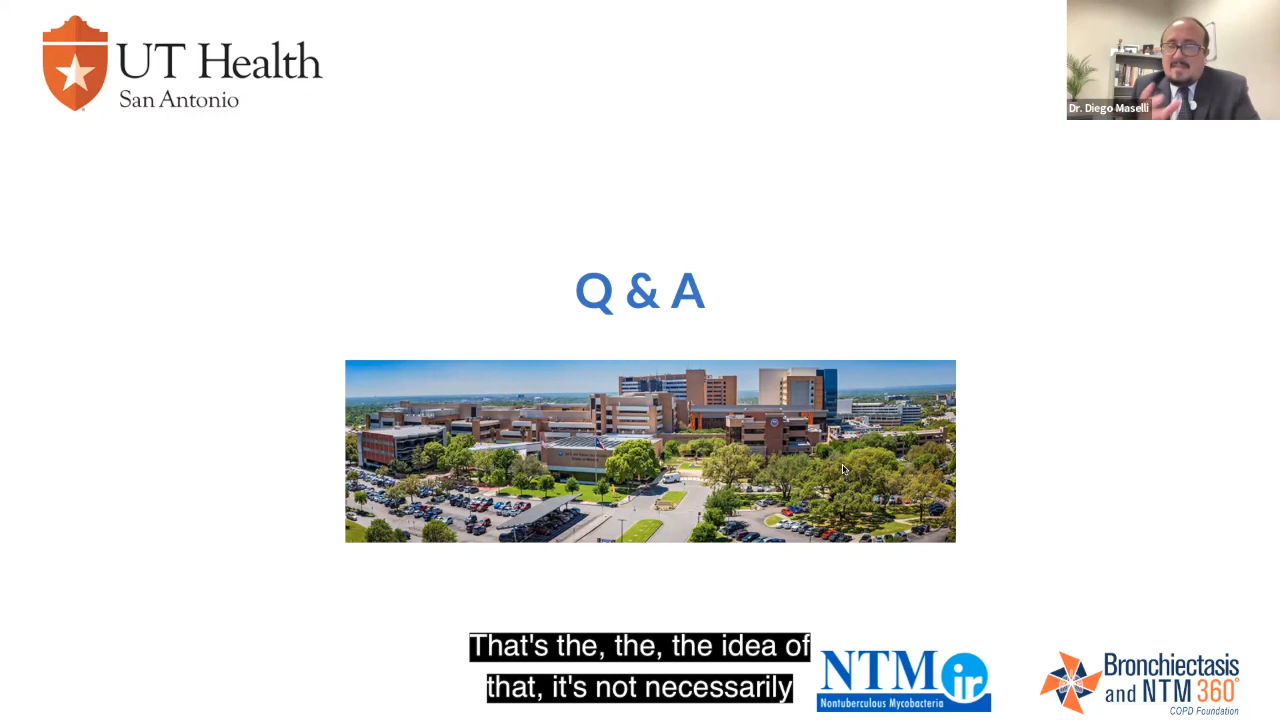 UT Health
San Antonio
Dr. Diego Maselli
Q & A
That's the, the, the idea of
that, it's not necessarily
NTMir
Nontuberculous Mycobacteria
Bronchiectasis
and NTM 360°
COPD Foundation